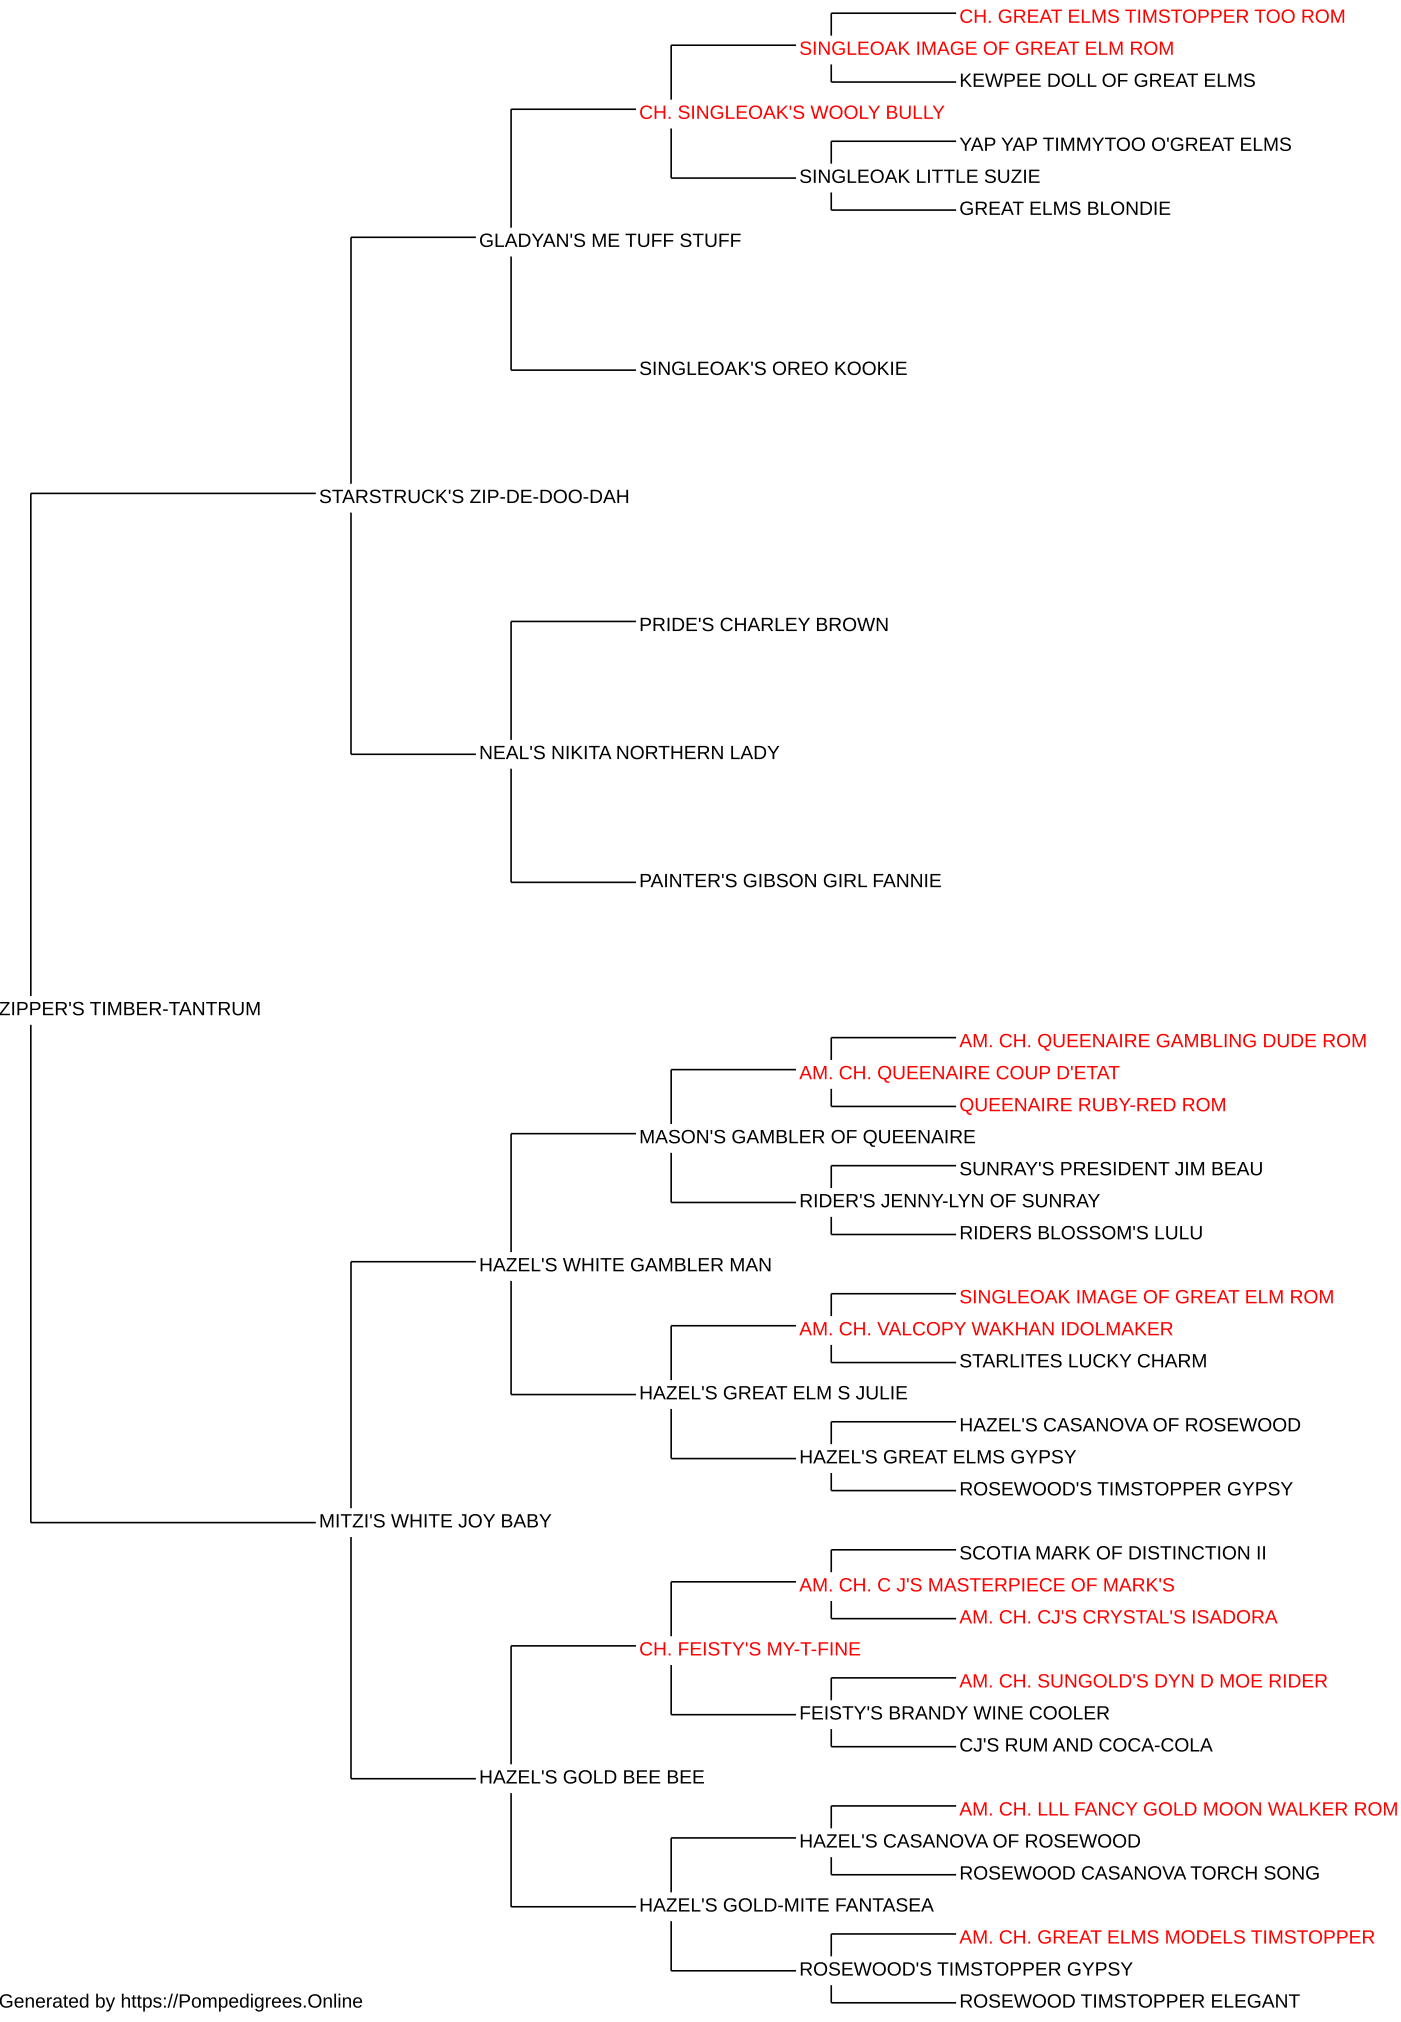 CH. GREAT ELMS TIMSTOPPER TOO ROM
SINGLEOAK IMAGE OF GREAT ELM ROM
KEWPEE DOLL OF GREAT ELMS
CH. SINGLEOAK'S WOOLY BULLY
YAP YAP TIMMYTOO O'GREAT ELMS
SINGLEOAK LITTLE SUZIE
GREAT ELMS BLONDIE
GLADYAN'S ME TUFF STUFF
SINGLEOAK'S OREO KOOKIE
STARSTRUCK'S ZIP-DE-DOO-DAH
PRIDE'S CHARLEY BROWN
NEAL'S NIKITA NORTHERN LADY
PAINTER'S GIBSON GIRL FANNIE
ZIPPER'S TIMBER-TANTRUM
AM. CH. QUEENAIRE GAMBLING DUDE ROM
AM. CH. QUEENAIRE COUP D'ETAT
QUEENAIRE RUBY-RED ROM
MASON'S GAMBLER OF QUEENAIRE
SUNRAY'S PRESIDENT JIM BEAU
RIDER'S JENNY-LYN OF SUNRAY
RIDERS BLOSSOM'S LULU
HAZEL'S WHITE GAMBLER MAN
SINGLEOAK IMAGE OF GREAT ELM ROM
AM. CH. VALCOPY WAKHAN IDOLMAKER
STARLITES LUCKY CHARM
HAZEL'S GREAT ELM S JULIE
HAZEL'S CASANOVA OF ROSEWOOD
HAZEL'S GREAT ELMS GYPSY
ROSEWOOD'S TIMSTOPPER GYPSY
MITZI'S WHITE JOY BABY
SCOTIA MARK OF DISTINCTION II
AM. CH. C J'S MASTERPIECE OF MARK'S
AM. CH. CJ'S CRYSTAL'S ISADORA
CH. FEISTY'S MY-T-FINE
AM. CH. SUNGOLD'S DYN D MOE RIDER
FEISTY'S BRANDY WINE COOLER
CJ'S RUM AND COCA-COLA
HAZEL'S GOLD BEE BEE
AM. CH. LLL FANCY GOLD MOON WALKER ROM
HAZEL'S CASANOVA OF ROSEWOOD
ROSEWOOD CASANOVA TORCH SONG
HAZEL'S GOLD-MITE FANTASEA
AM. CH. GREAT ELMS MODELS TIMSTOPPER
ROSEWOOD'S TIMSTOPPER GYPSY
ROSEWOOD TIMSTOPPER ELEGANT
Generated by https://Pompedigrees.Online